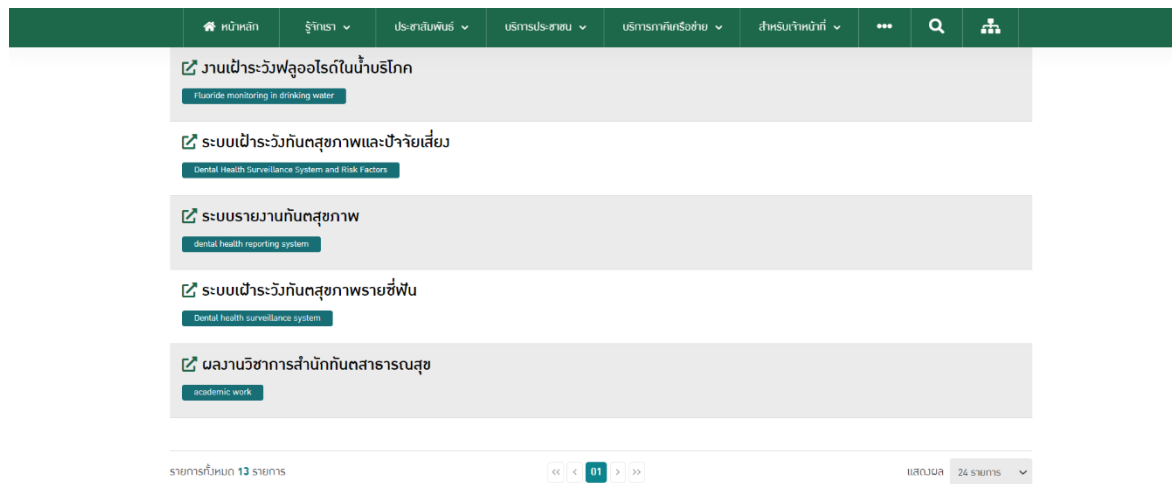 หน้าหลัก รู้จักเรา ประชาสัมพันธ์ บริการประชาชน บริการภาคีเครือข่าย สำหรับเจ้าหน้าที่ •••
งานเฝ้าระวังฟลูออไรด์ในน้ำบริโภค
Fluoride monitoring in drinking water
ระบบเฝ้าระวังทันตสุขภาพและปัจจัยเสี่ยง
Dental Health Surveillance System and Risk Factors
ระบบรายงานทันตสุขภาพ
dental health reporting system
ระบบเฝ้าระวังทันตสุขภาพรายซี่ฟัน
Dental health surveillance system
ผลงานวิชาการสำนักทันตสาธารณสุข
academic work
รายการทั้งหมด 13 รายการ << < 01 > >> แสดงผล 24 รายการ